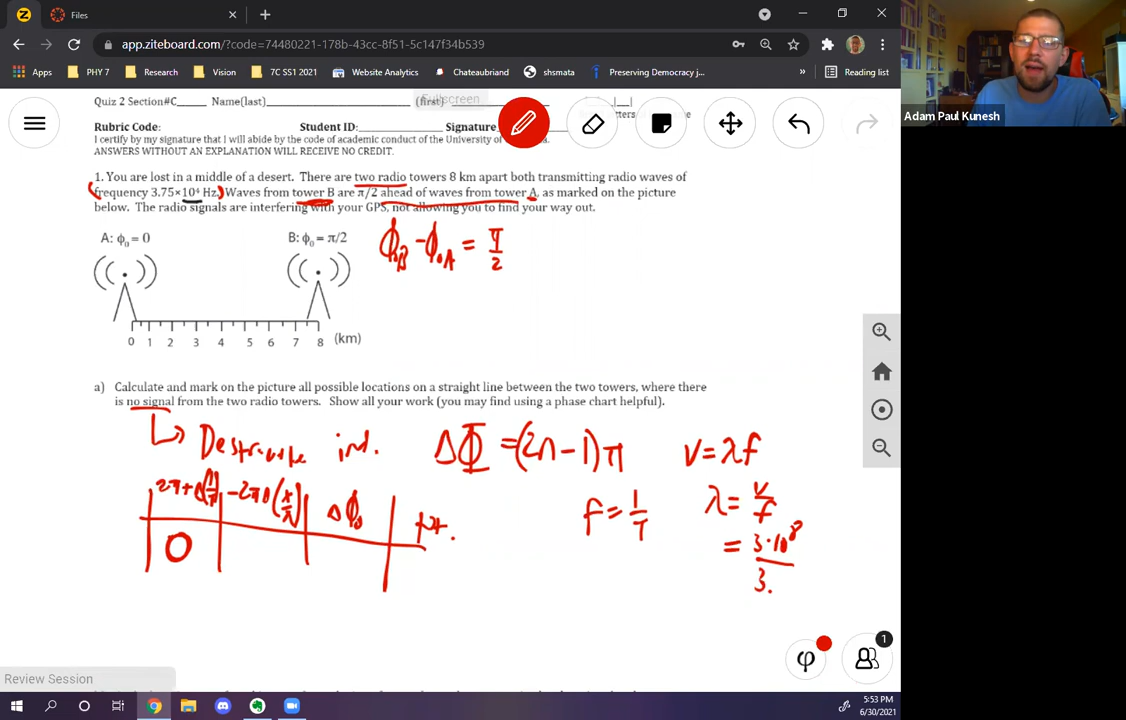 Files
app.ziteboard.com/?code=74480221-178b-43cc-8f51-5c147f34b539
Apps PHY 7 Research Vision 7C SS1 2021 Website Analytics Chateaubriand shsmata Preserving Democracy j... » Reading list
Adam Paul Kunesh
Fullscreen
Quiz 2 Section#C______ Name(last)_____________________________ (first)
Rubric Code: Student ID: Signature
I certify by my signature that I will abide by the code of academic conduct of the University of
ANSWERS WITHOUT AN EXPLANATION WILL RECEIVE NO CREDIT.
1. You are lost in a middle of a desert. There are two radio towers 8 km apart both transmitting radio waves of
frequency 3.75×10⁴ Hz. Waves from tower B are π/2 ahead of waves from tower A, as marked on the picture
below. The radio signals are interfering with your GPS, not allowing you to find your way out.
A: ϕ₀ = 0 B: ϕ₀ = π/2
ϕ₀B - ϕ₀A = π/2
0 1 2 3 4 5 6 7 8 (km)
a) Calculate and mark on the picture all possible locations on a straight line between the two towers, where there
is no signal from the two radio towers. Show all your work (you may find using a phase chart helpful).
Destructive int. ΔΦ = (2n-1)π v = λf
Δϕ₀ pt. f = 1/T λ = v/f
0 = 3·10⁸/3.
1
Review Session
5:53 PM
6/30/2021